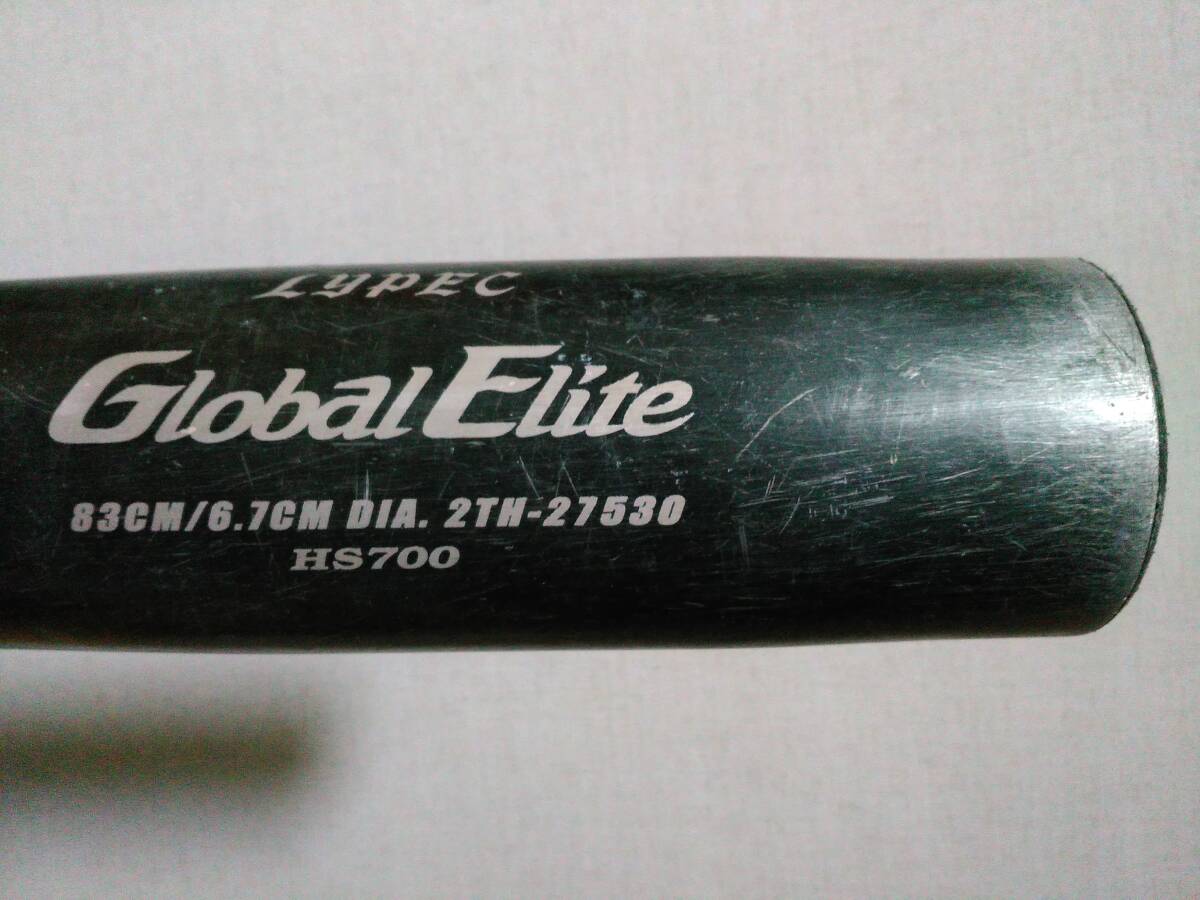 LYPEC
Global Elite
83CM/6.7CM DIA. 2TH-27530
HS700